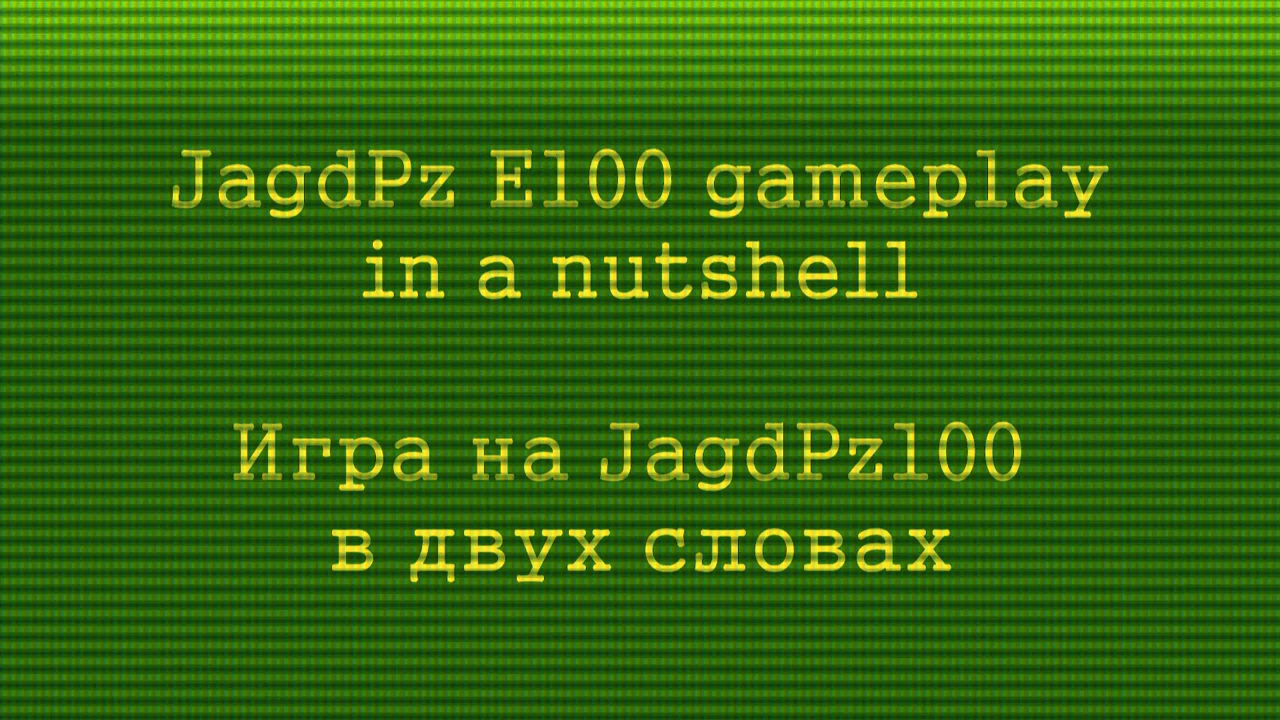 JagdPz E100 gameplay
in a nutshell
Игра на JagdPz100
в двух словах